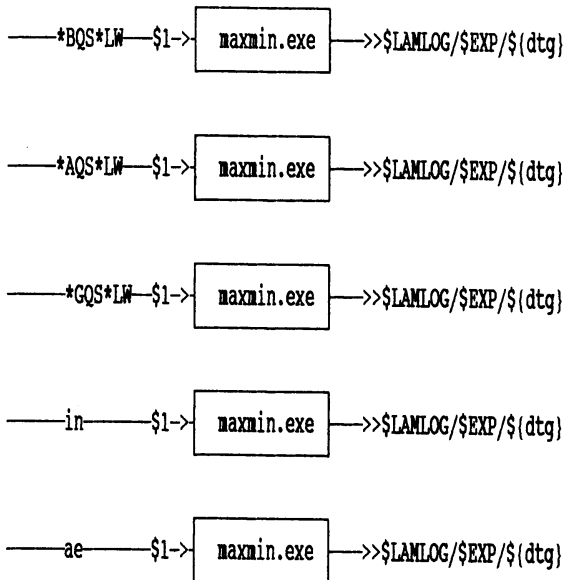 *BQS*LW $1-> maxmin.exe >>$LAMLOG/$EXP/${dtg}
*AQS*LW $1-> maxmin.exe >>$LAMLOG/$EXP/${dtg}
*GQS*LW $1-> maxmin.exe >>$LAMLOG/$EXP/${dtg}
in $1-> maxmin.exe >>$LAMLOG/$EXP/${dtg}
ae $1-> maxmin.exe >>$LAMLOG/$EXP/${dtg}